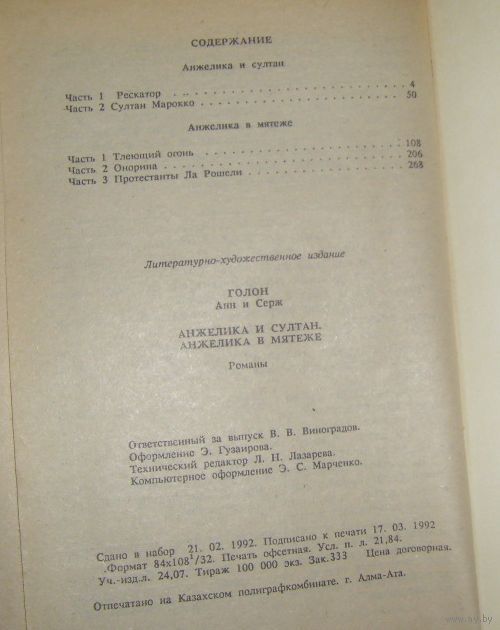 СОДЕРЖАНИЕ
Анжелика и султан
Часть 1 Рескатор . . . . . . . . . . . . . . . . . . . . 4
Часть 2 Султан Марокко . . . . . . . . . . . . . . . . . 50
Анжелика в мятеже
Часть 1 Тлеющий огонь . . . . . . . . . . . . . . . . . 108
Часть 2 Онорина . . . . . . . . . . . . . . . . . . . . 206
Часть 3 Протестанты Ла Рошели . . . . . . . . . . . . . 268
Литературно-художественное издание
ГОЛОН
Анн и Серж
АНЖЕЛИКА И СУЛТАН.
АНЖЕЛИКА В МЯТЕЖЕ
Романы
Ответственный за выпуск В. В. Виноградов.
Оформление Э. Гузаирова.
Технический редактор Л. Н. Лазарева.
Компьютерное оформление Э. С. Марченко.
Сдано в набор 21. 02. 1992. Подписано к печати 17. 03. 1992
.Формат 84х108¹/32. Печать офсетная. Усл. п. л. 21,84.
Уч.-изд.л. 24,07. Тираж 100 000 экз. Зак.333 Цена договорная.
Отпечатано на Казахском полиграфкомбинате. г. Алма-Ата.
www.ay.by